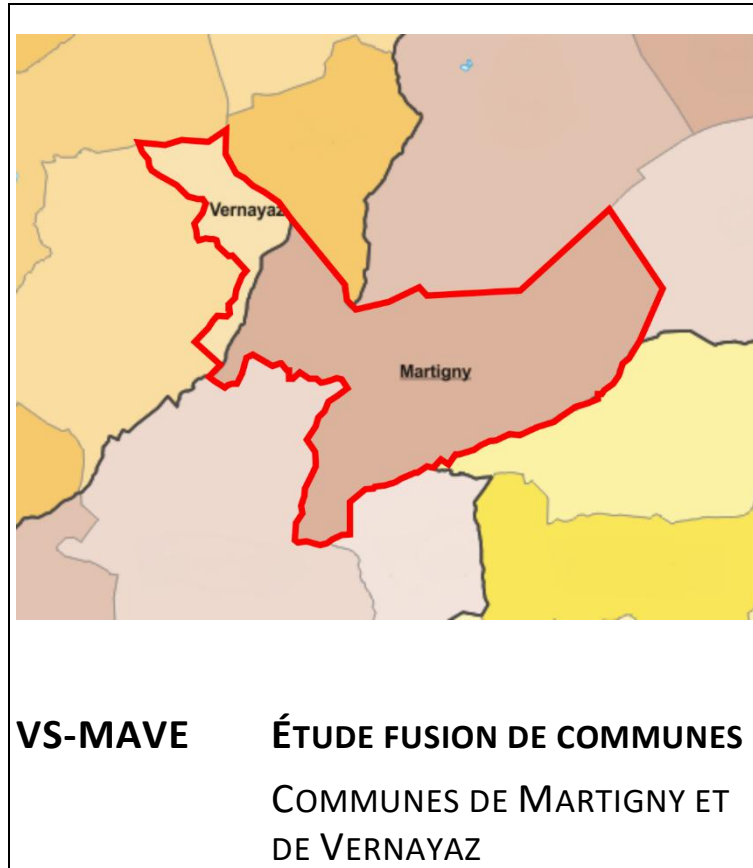 Vernayaz
Martigny
VS-MAVE ÉTUDE FUSION DE COMMUNES
COMMUNES DE MARTIGNY ET
DE VERNAYAZ